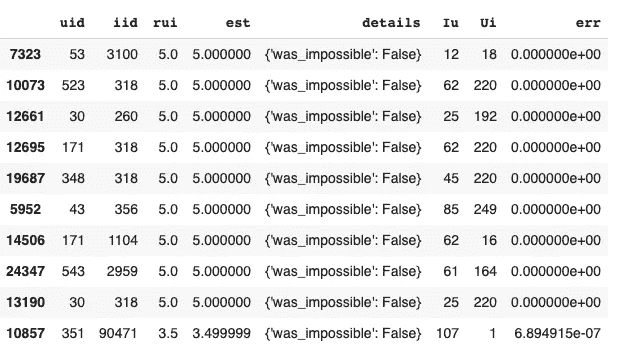 uid iid rui est details Iu Ui err
7323 53 3100 5.0 5.000000 {'was_impossible': False} 12 18 0.000000e+00
10073 523 318 5.0 5.000000 {'was_impossible': False} 62 220 0.000000e+00
12661 30 260 5.0 5.000000 {'was_impossible': False} 25 192 0.000000e+00
12695 171 318 5.0 5.000000 {'was_impossible': False} 62 220 0.000000e+00
19687 348 318 5.0 5.000000 {'was_impossible': False} 45 220 0.000000e+00
5952 43 356 5.0 5.000000 {'was_impossible': False} 85 249 0.000000e+00
14506 171 1104 5.0 5.000000 {'was_impossible': False} 62 16 0.000000e+00
24347 543 2959 5.0 5.000000 {'was_impossible': False} 61 164 0.000000e+00
13190 30 318 5.0 5.000000 {'was_impossible': False} 25 220 0.000000e+00
10857 351 90471 3.5 3.499999 {'was_impossible': False} 107 1 6.894915e-07